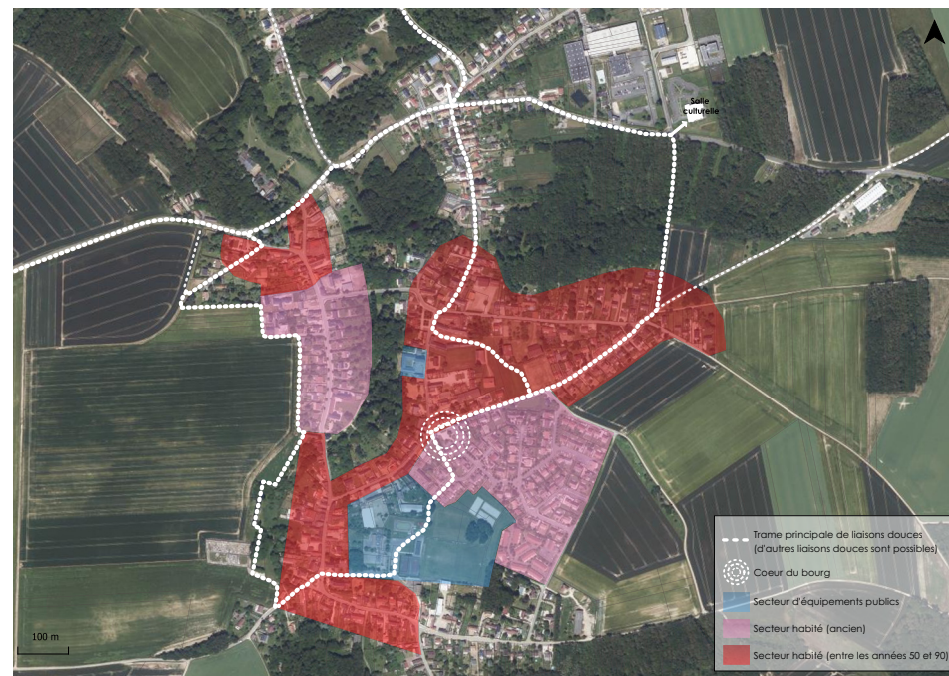 Salle
culturelle
Trame principale de liaisons douces
(d'autres liaisons douces sont possibles)
Coeur du bourg
Secteur d'équipements publics
Secteur habité (ancien)
Secteur habité (entre les années 50 et 90)
100 m